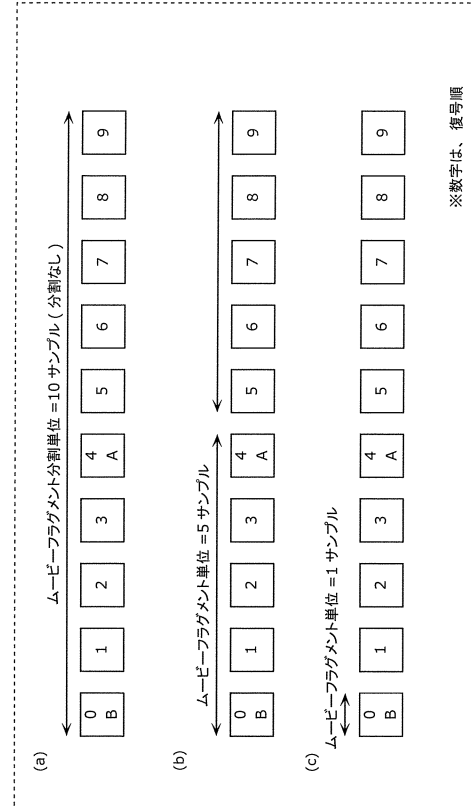 (a)
ムービーフラグメント分割単位 =10 サンプル ( 分割なし )
0 1 2 3 4 5 6 7 8 9
B A
(b)
ムービーフラグメント単位 =5 サンプル
0 1 2 3 4 5 6 7 8 9
B A
(c)
ムービーフラグメント単位 =1 サンプル
0 1 2 3 4 5 6 7 8 9
B A
※数字は、復号順